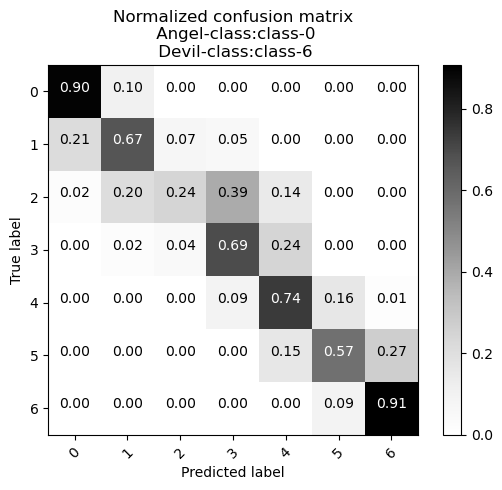 Normalized confusion matrix
Angel-class:class-0
Devil-class:class-6
0 0.90 0.10 0.00 0.00 0.00 0.00 0.00
1 0.21 0.67 0.07 0.05 0.00 0.00 0.00
2 0.02 0.20 0.24 0.39 0.14 0.00 0.00
3 0.00 0.02 0.04 0.69 0.24 0.00 0.00
4 0.00 0.00 0.00 0.09 0.74 0.16 0.01
5 0.00 0.00 0.00 0.00 0.15 0.57 0.27
6 0.00 0.00 0.00 0.00 0.00 0.09 0.91
0 1 2 3 4 5 6
True label
Predicted label
0.8
0.6
0.4
0.2
0.0